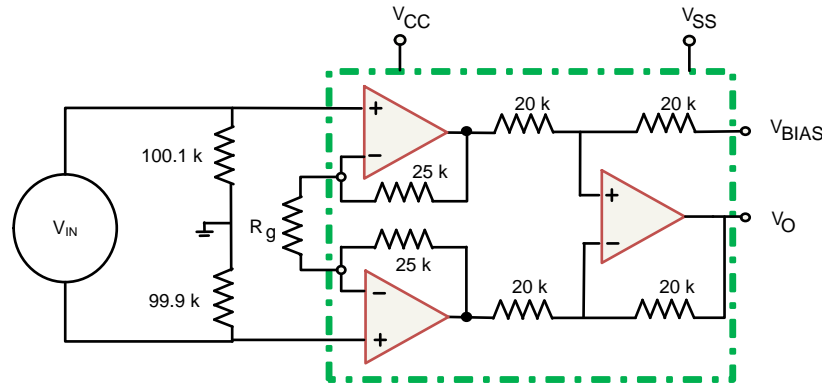 VCC
VSS
20 k
20 k
+
VBIAS
100.1 k
−
25 k
VIN
Rg
+
VO
−
25 k
99.9 k
−
20 k
20 k
+